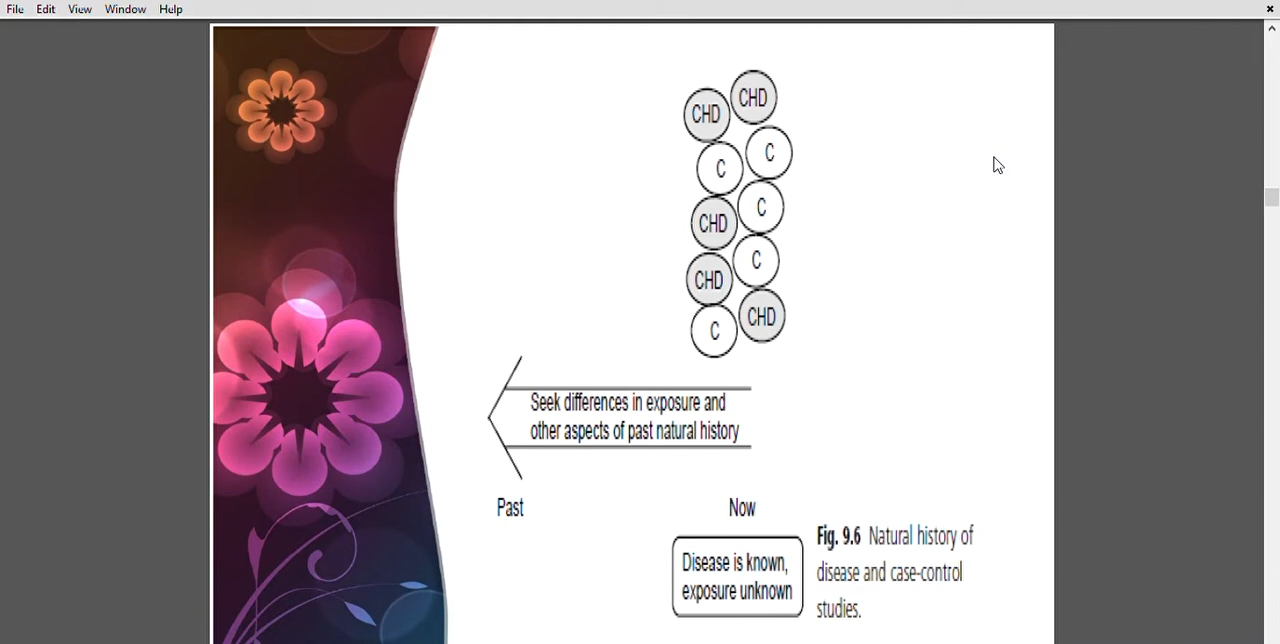 File Edit View Window Help
CHD
CHD
C
C
CHD
C
CHD
C
C
CHD
Seek differences in exposure and
other aspects of past natural history
Past
Now
Disease is known,
exposure unknown
Fig. 9.6 Natural history of
disease and case-control
studies.